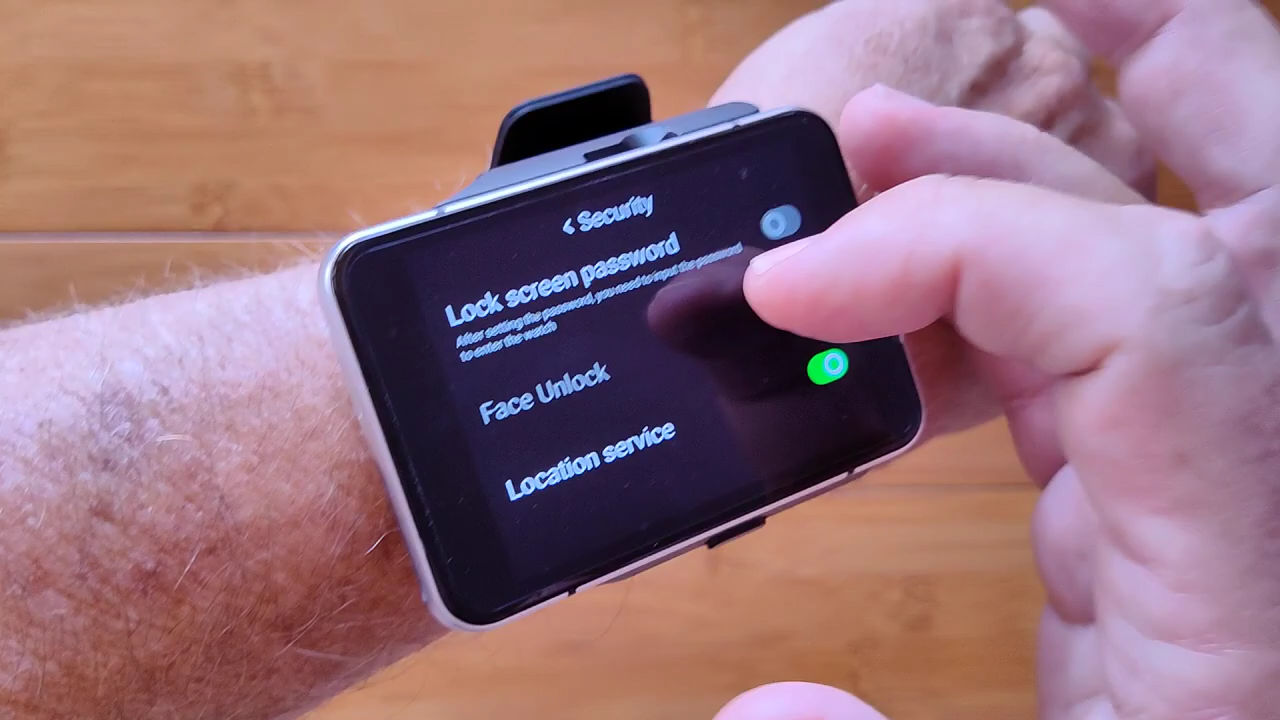 < Security
Lock screen password
After setting the password, you need to input the password
to enter the watch
Face Unlock
Location service